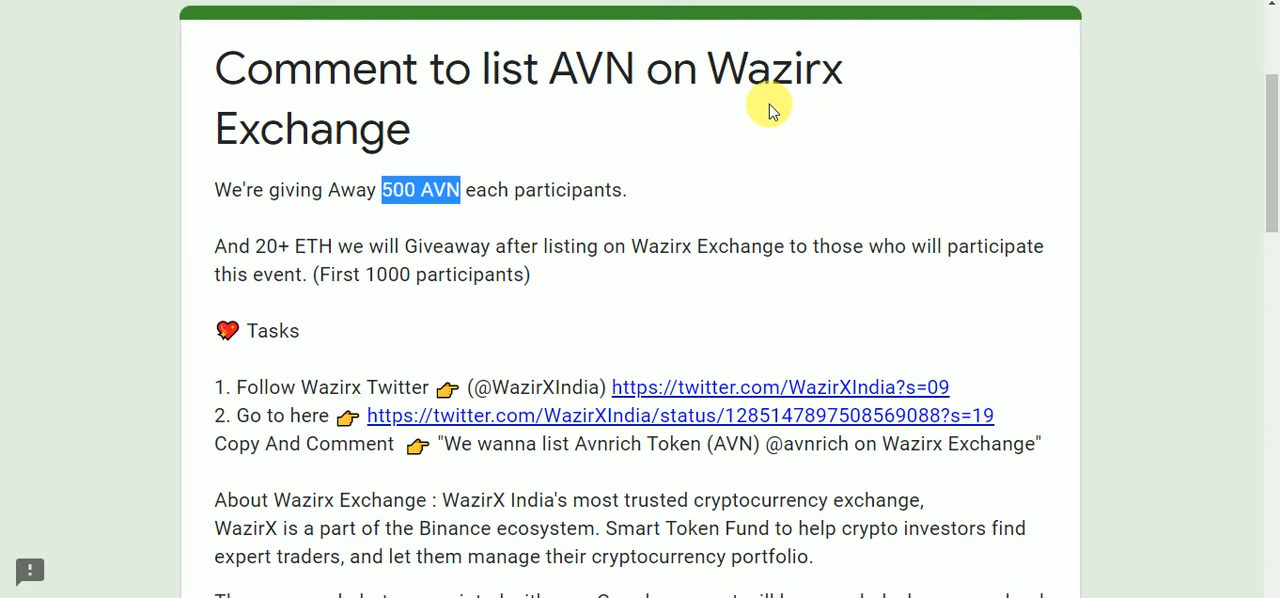 Comment to list AVN on Wazirx
Exchange
We're giving Away 500 AVN each participants.
And 20+ ETH we will Giveaway after listing on Wazirx Exchange to those who will participate
this event. (First 1000 participants)
💖 Tasks
1. Follow Wazirx Twitter 👉 (@WazirXIndia) https://twitter.com/WazirXIndia?s=09
2. Go to here 👉 https://twitter.com/WazirXIndia/status/1285147897508569088?s=19
Copy And Comment 👉 "We wanna list Avnrich Token (AVN) @avnrich on Wazirx Exchange"
About Wazirx Exchange : WazirX India's most trusted cryptocurrency exchange,
WazirX is a part of the Binance ecosystem. Smart Token Fund to help crypto investors find
expert traders, and let them manage their cryptocurrency portfolio.